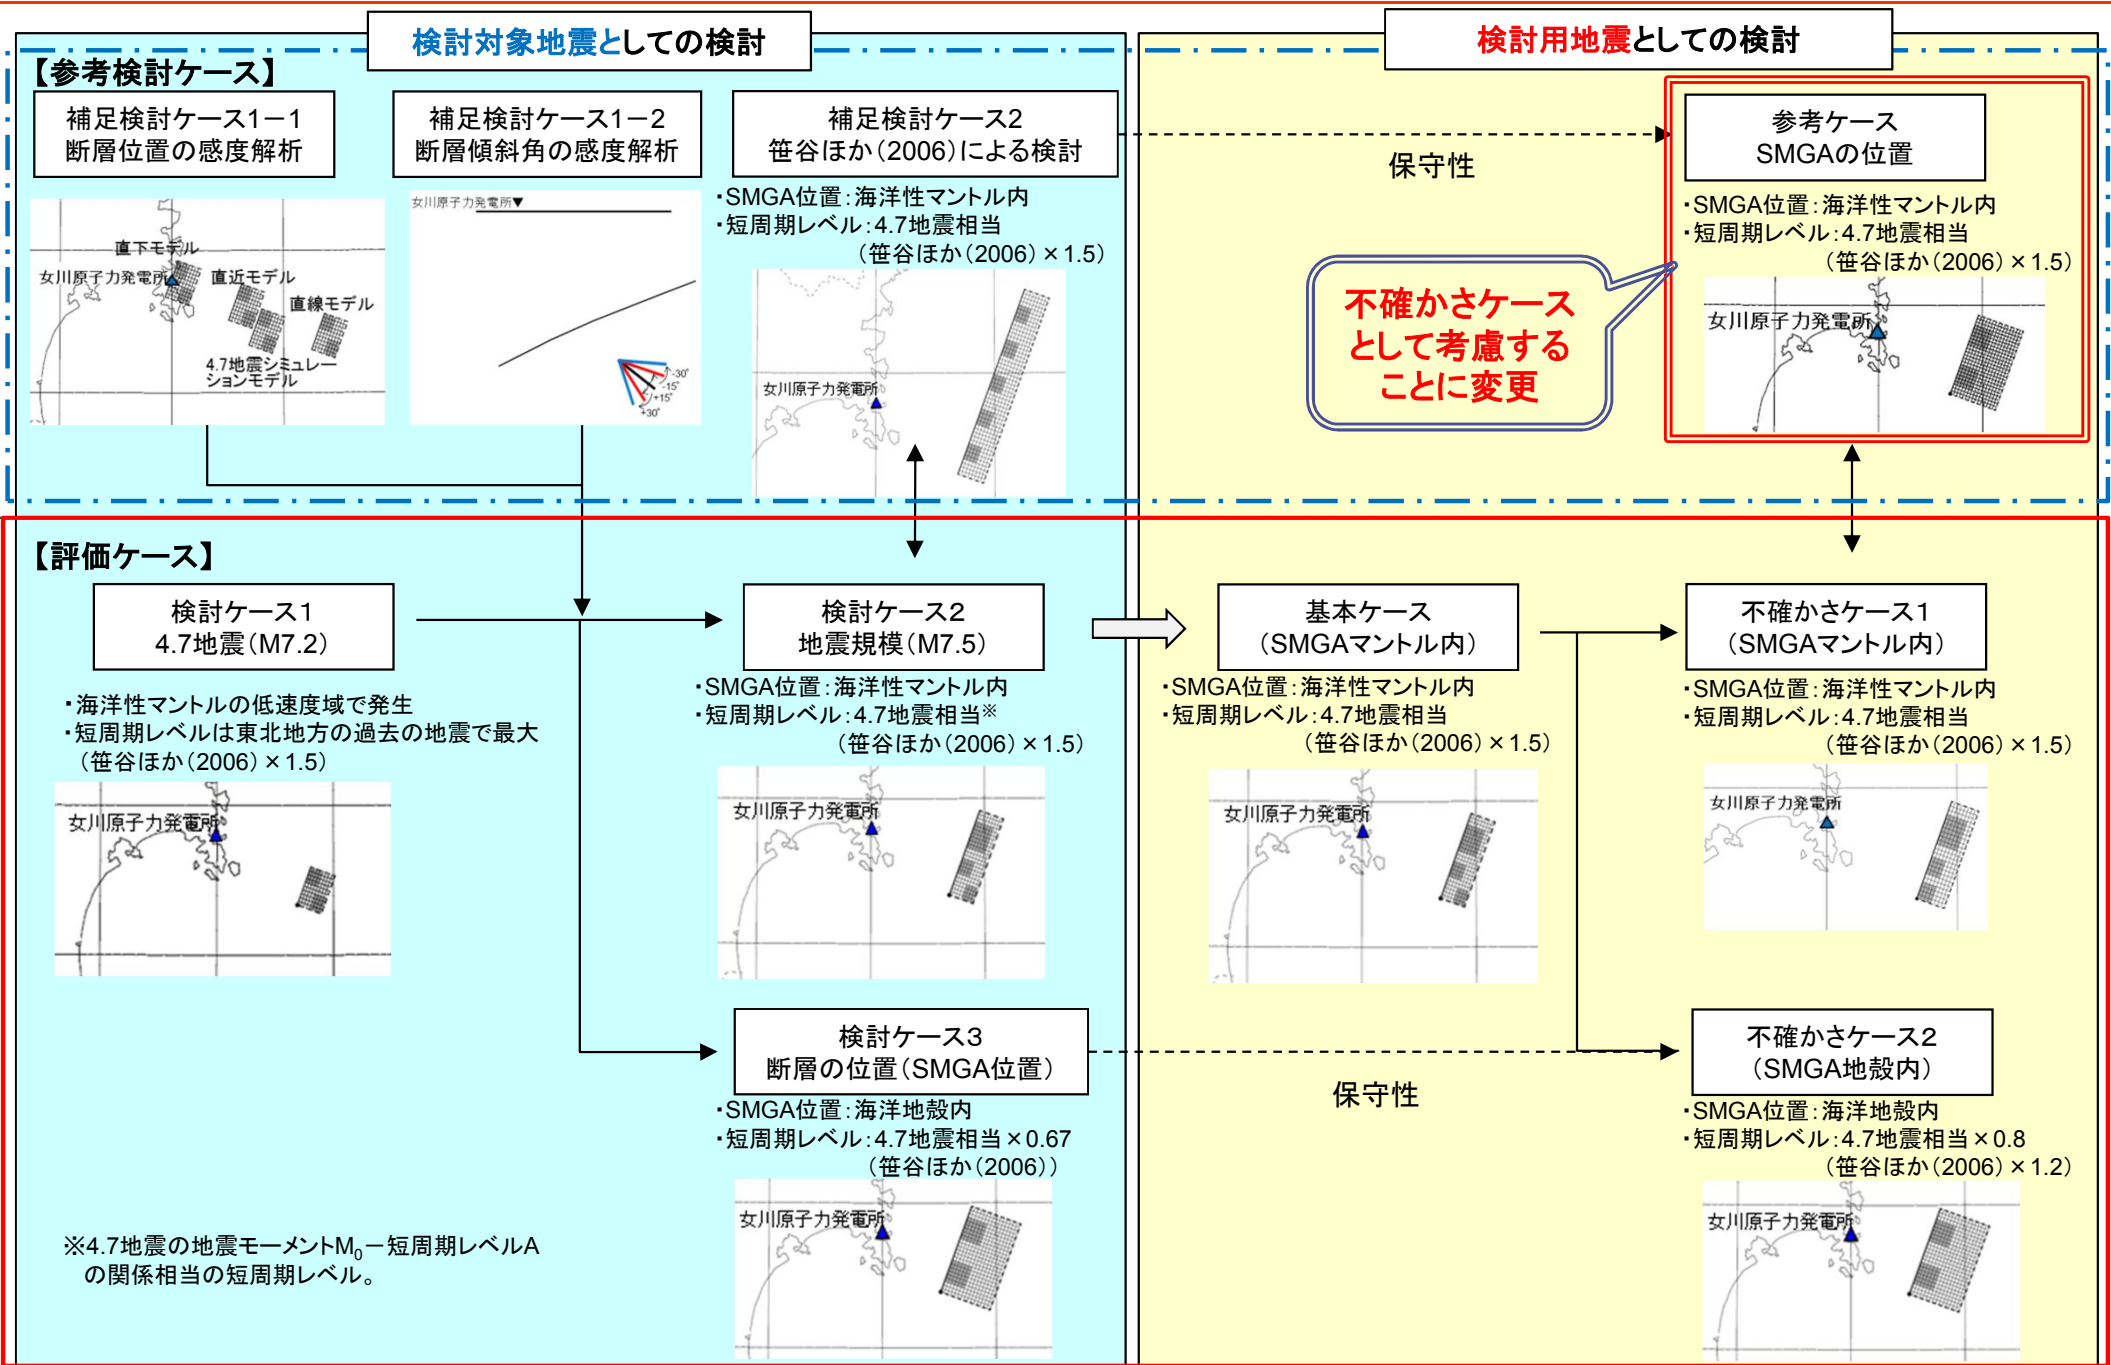 検討対象地震としての検討
検討用地震としての検討
【参考検討ケース】
補足検討ケース1－1
断層位置の感度解析
直下モデル
女川原子力発電所
直近モデル
直線モデル
4.7地震シミュレー
ションモデル
補足検討ケース1－2
断層傾斜角の感度解析
女川原子力発電所▼
-30°
-15°
+15°
+30°
補足検討ケース2
笹谷ほか(2006)による検討
・SMGA位置:海洋性マントル内
・短周期レベル:4.7地震相当
(笹谷ほか(2006)×1.5)
女川原子力発電所
保守性
参考ケース
SMGAの位置
・SMGA位置:海洋性マントル内
・短周期レベル:4.7地震相当
(笹谷ほか(2006)×1.5)
女川原子力発電所
不確かさケース
として考慮する
ことに変更
【評価ケース】
検討ケース1
4.7地震(M7.2)
・海洋性マントルの低速度域で発生
・短周期レベルは東北地方の過去の地震で最大
(笹谷ほか(2006)×1.5)
女川原子力発電所
検討ケース2
地震規模(M7.5)
・SMGA位置:海洋性マントル内
・短周期レベル:4.7地震相当※
(笹谷ほか(2006)×1.5)
女川原子力発電所
基本ケース
(SMGAマントル内)
・SMGA位置:海洋性マントル内
・短周期レベル:4.7地震相当
(笹谷ほか(2006)×1.5)
女川原子力発電所
不確かさケース1
(SMGAマントル内)
・SMGA位置:海洋性マントル内
・短周期レベル:4.7地震相当
(笹谷ほか(2006)×1.5)
女川原子力発電所
検討ケース3
断層の位置(SMGA位置)
・SMGA位置:海洋地殻内
・短周期レベル:4.7地震相当×0.67
(笹谷ほか(2006))
女川原子力発電所
保守性
不確かさケース2
(SMGA地殻内)
・SMGA位置:海洋地殻内
・短周期レベル:4.7地震相当×0.8
(笹谷ほか(2006)×1.2)
女川原子力発電所
※4.7地震の地震モーメントM₀－短周期レベルA
の関係相当の短周期レベル。